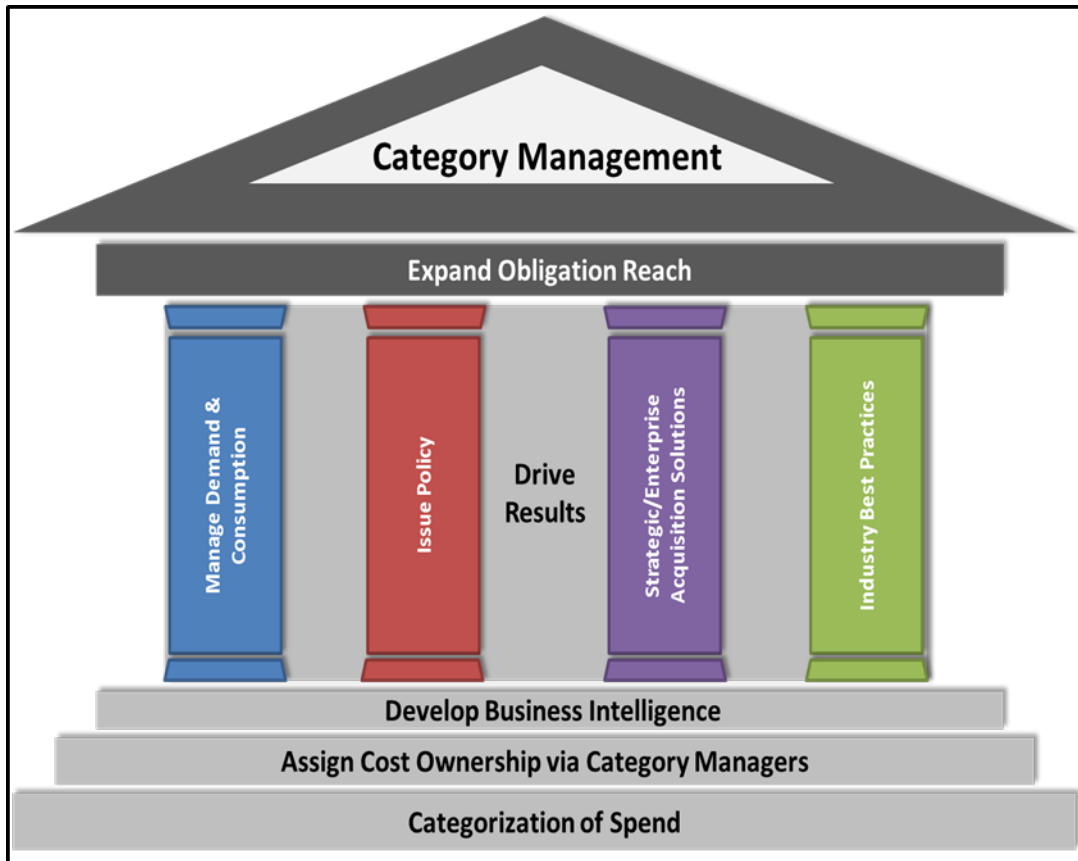 Category Management
Expand Obligation Reach
Manage Demand &
Consumption
Issue Policy
Drive
Results
Strategic/Enterprise
Acquisition Solutions
Industry Best Practices
Develop Business Intelligence
Assign Cost Ownership via Category Managers
Categorization of Spend